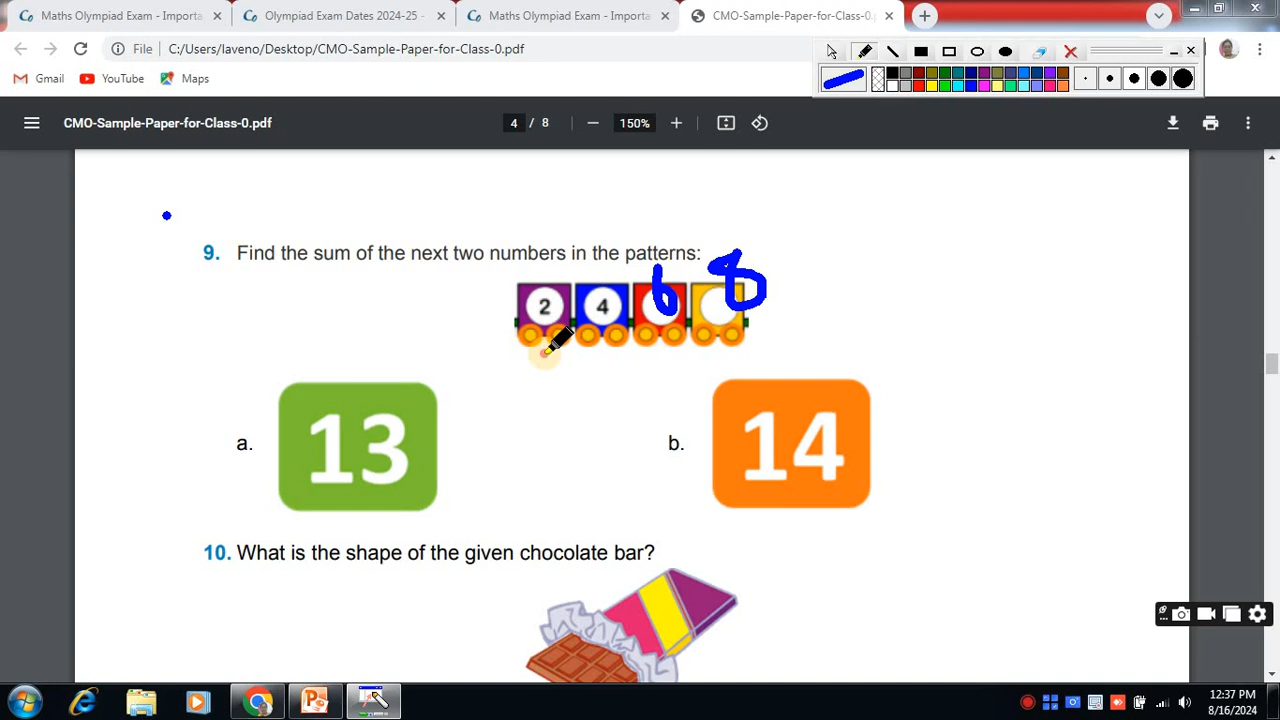 Maths Olympiad Exam - Importa
Olympiad Exam Dates 2024-25 -
Maths Olympiad Exam - Importa
CMO-Sample-Paper-for-Class-0.p
File
C:/Users/laveno/Desktop/CMO-Sample-Paper-for-Class-0.pdf
Gmail
YouTube
Maps
CMO-Sample-Paper-for-Class-0.pdf
4 / 8
150%
9. Find the sum of the next two numbers in the patterns:
2 4 6 8
a. 13
b. 14
10. What is the shape of the given chocolate bar?
12:37 PM
8/16/2024